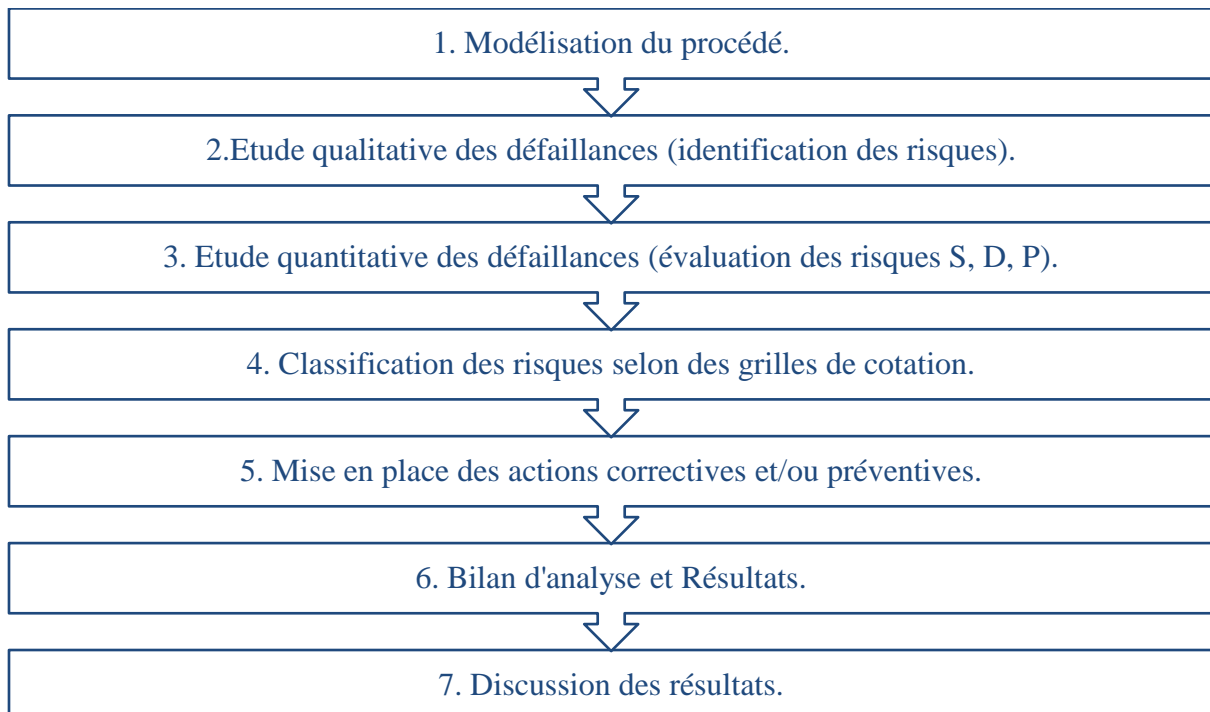 1. Modélisation du procédé.
2.Etude qualitative des défaillances (identification des risques).
3. Etude quantitative des défaillances (évaluation des risques S, D, P).
4. Classification des risques selon des grilles de cotation.
5. Mise en place des actions correctives et/ou préventives.
6. Bilan d'analyse et Résultats.
7. Discussion des résultats.